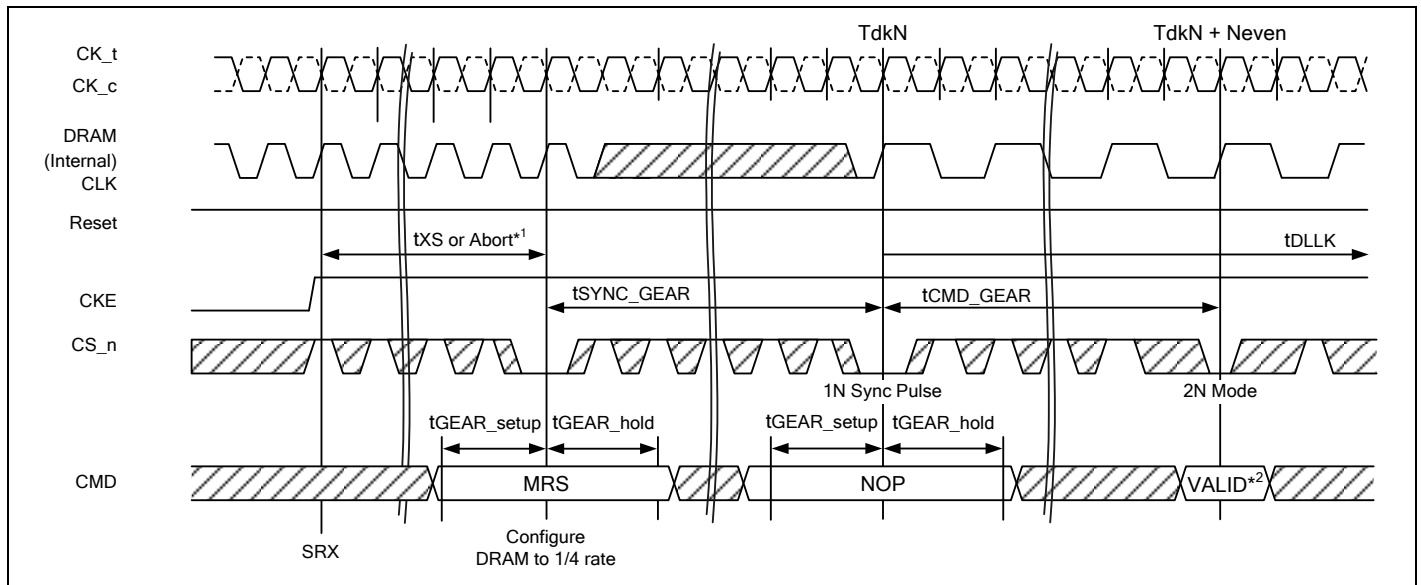 TdkN
TdkN + Neven
CK_t
CK_c
DRAM
(Internal)
CLK
Reset
tXS or Abort*1
tDLLK
CKE
tSYNC_GEAR
tCMD_GEAR
CS_n
1N Sync Pulse
2N Mode
tGEAR_setup
tGEAR_hold
tGEAR_setup
tGEAR_hold
CMD
MRS
NOP
VALID*2
SRX
Configure
DRAM to 1/4 rate